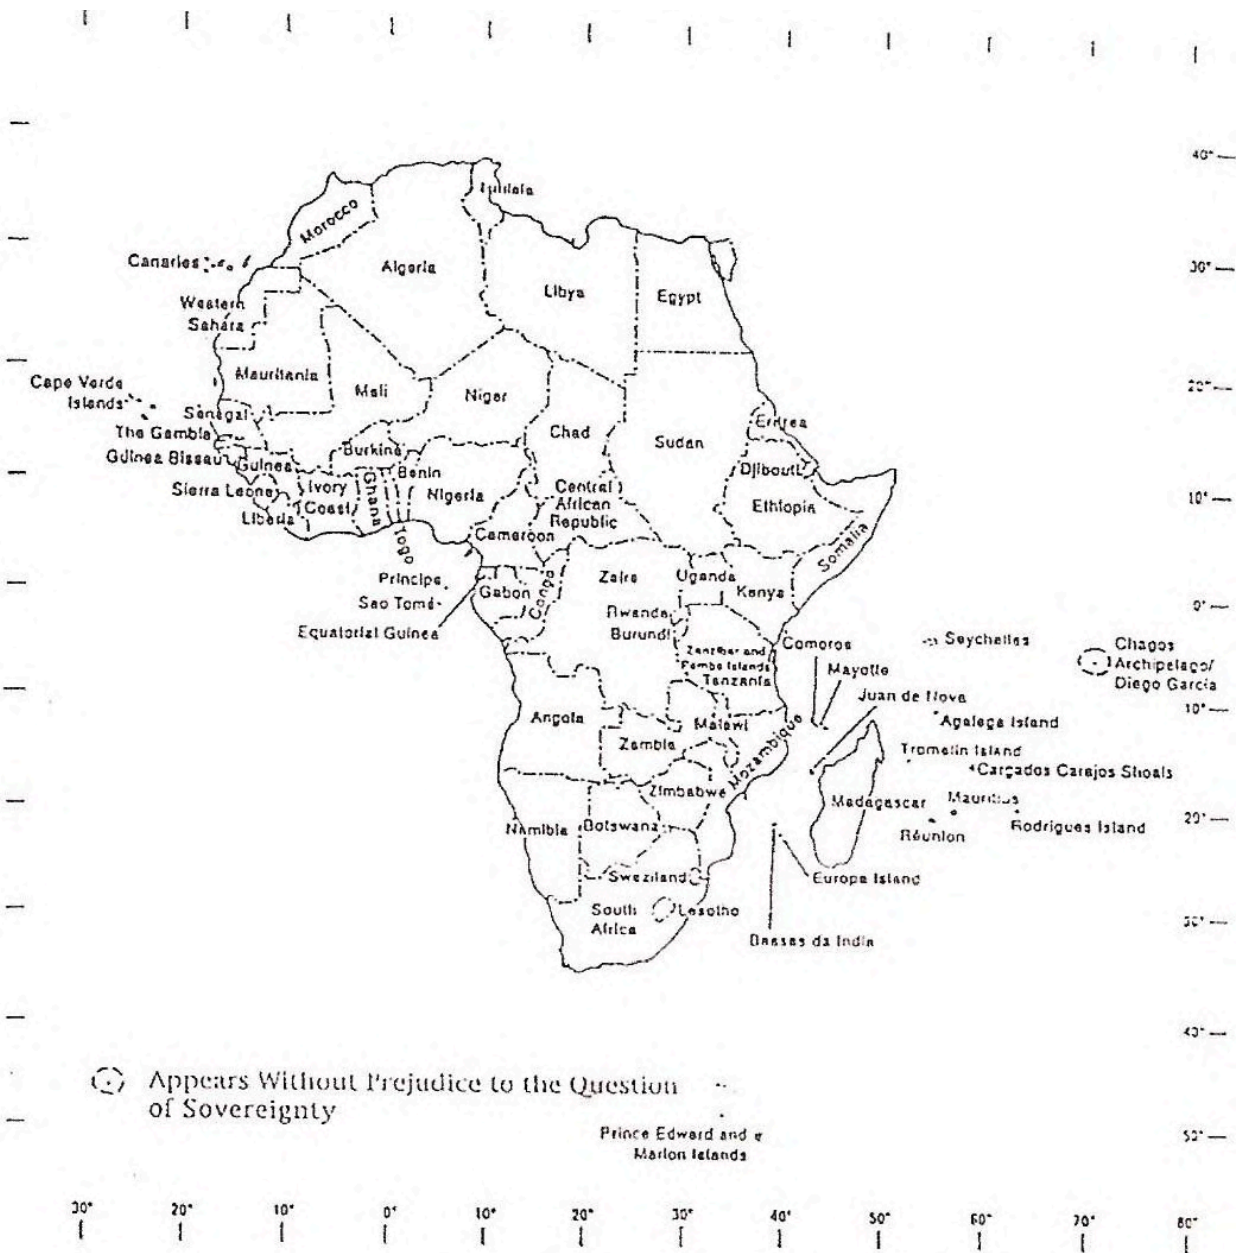 40°
Tunisia
Morocco
Canaries
Algeria
30°
Libya
Egypt
Western
Sahara
Mauritania
Cape Verde
Islands
Mali
Niger
20°
Senegal
Eritrea
The Gambia
Chad
Sudan
Burkina
Guinea Bissau
Guinea
Benin
Djibouti
Sierra Leone
Ivory
Coast
Ghana
Nigeria
Central
African
Republic
10°
Ethiopia
Liberia
Togo
Cameroon
Somalia
Principe
Gabon
Congo
Zaire
Uganda
Kenya
Sao Tomé
0°
Rwanda
Equatorial Guinea
Burundi
Comoros
Seychelles
Chagos
Archipelago/
Diego Garcia
Zanzibar and
Pemba Islands
Tanzania
Mayotte
Juan de Nova
10°
Angola
Malawi
Agalega Island
Zambia
Mozambique
Tromelin Island
Cargados Carajos Shoals
Zimbabwe
Madagascar
Mauritius
20°
Namibia
Botswana
Réunion
Rodrigues Island
Sweziland
Europa Island
South
Africa
Lesotho
30°
Bassas da India
40°
Appears Without Prejudice to the Question
of Sovereignty
Prince Edward and
Marion Islands
50°
30° 20° 10° 0° 10° 20° 30° 40° 50° 60° 70° 80°